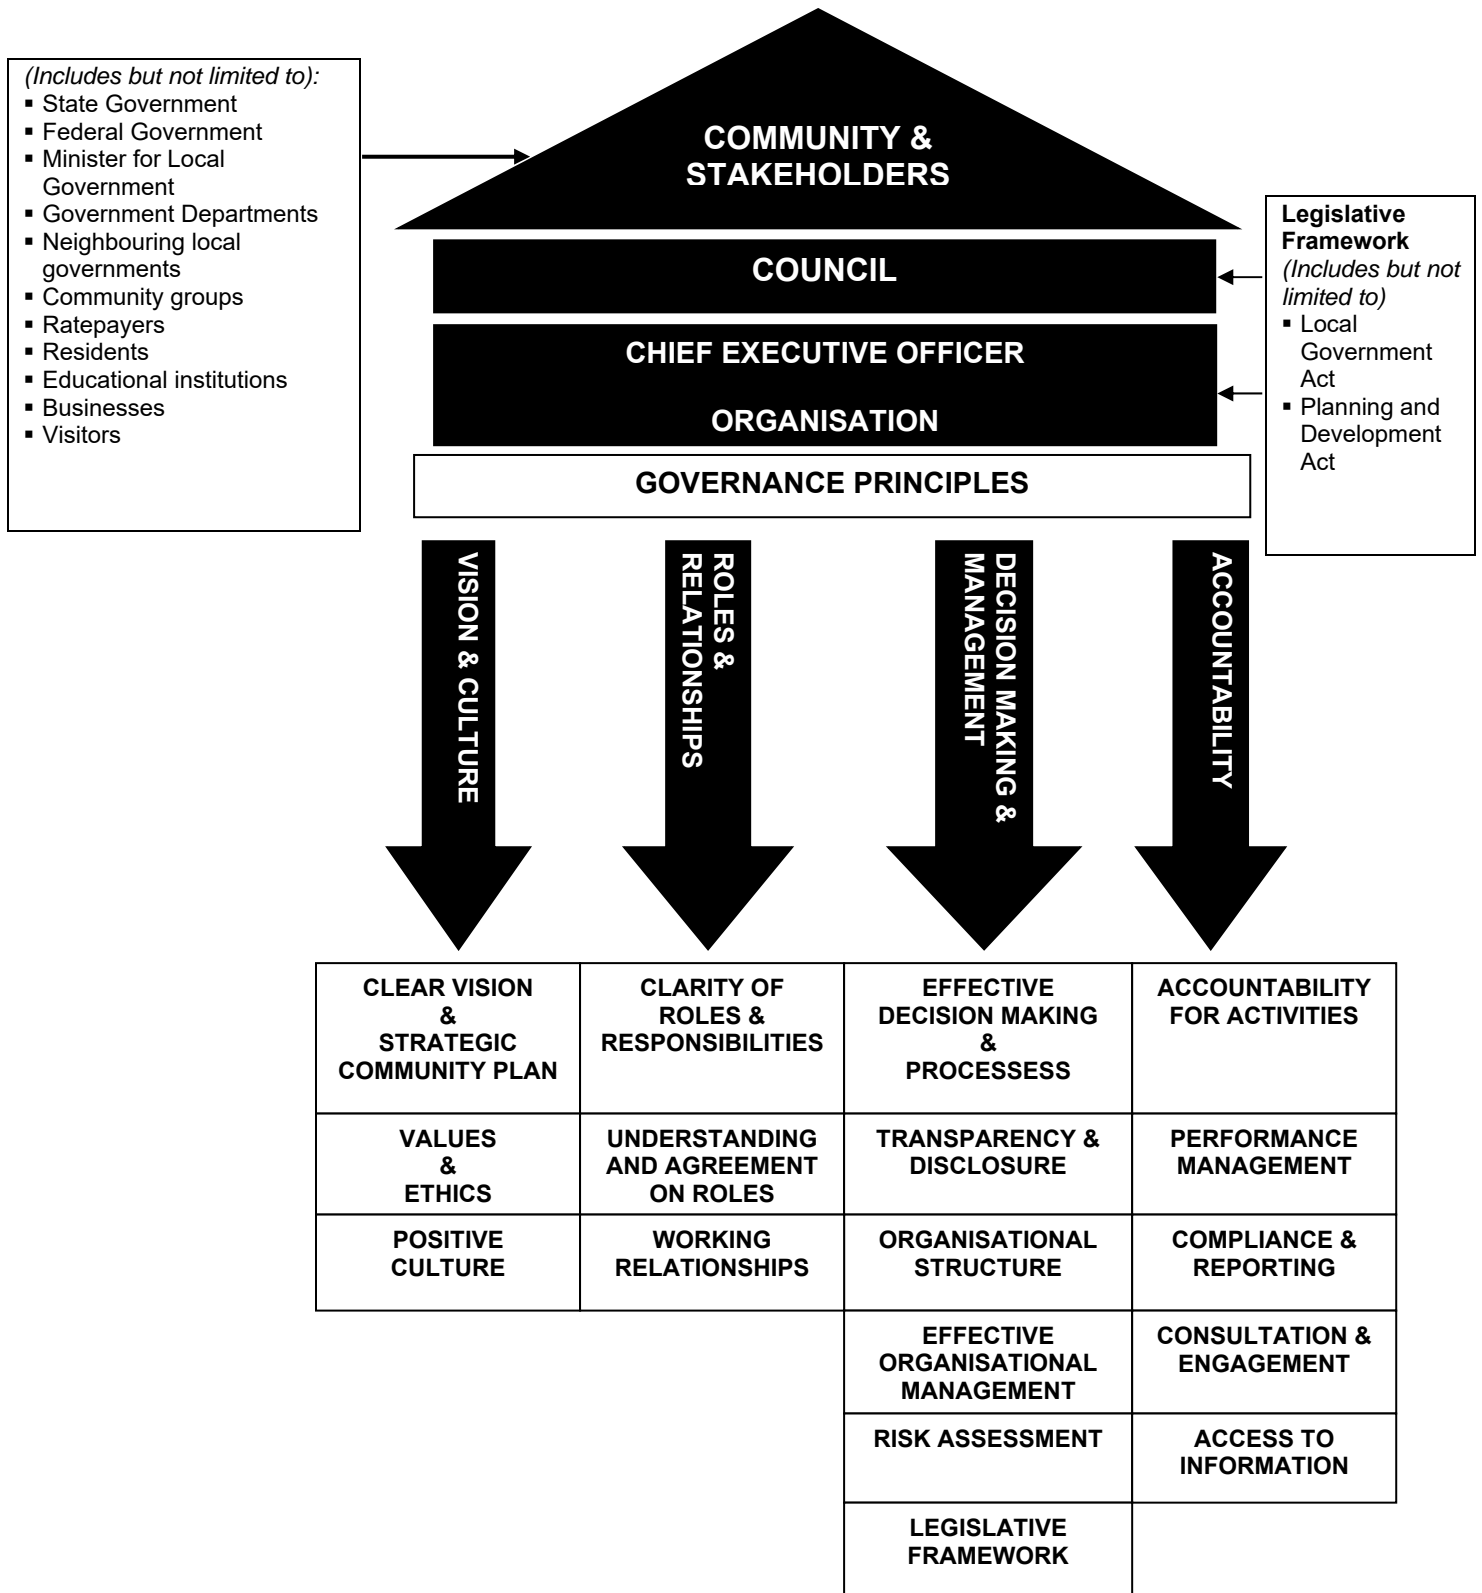 (Includes but not limited to):
▪ State Government
▪ Federal Government
▪ Minister for Local
Government
▪ Government Departments
▪ Neighbouring local
governments
▪ Community groups
▪ Ratepayers
▪ Residents
▪ Educational institutions
▪ Businesses
▪ Visitors
COMMUNITY &
STAKEHOLDERS
COUNCIL
CHIEF EXECUTIVE OFFICER
ORGANISATION
GOVERNANCE PRINCIPLES
Legislative
Framework
(Includes but not
limited to)
▪ Local
Government
Act
▪ Planning and
Development
Act
VISION & CULTURE
ROLES &
RELATIONSHIPS
DECISION MAKING &
MANAGEMENT
ACCOUNTABILITY
CLEAR VISION
&
STRATEGIC
COMMUNITY PLAN
CLARITY OF
ROLES &
RESPONSIBILITIES
EFFECTIVE
DECISION MAKING
&
PROCESSESS
ACCOUNTABILITY
FOR ACTIVITIES
VALUES
&
ETHICS
UNDERSTANDING
AND AGREEMENT
ON ROLES
TRANSPARENCY &
DISCLOSURE
PERFORMANCE
MANAGEMENT
POSITIVE
CULTURE
WORKING
RELATIONSHIPS
ORGANISATIONAL
STRUCTURE
COMPLIANCE &
REPORTING
EFFECTIVE
ORGANISATIONAL
MANAGEMENT
CONSULTATION &
ENGAGEMENT
RISK ASSESSMENT
ACCESS TO
INFORMATION
LEGISLATIVE
FRAMEWORK